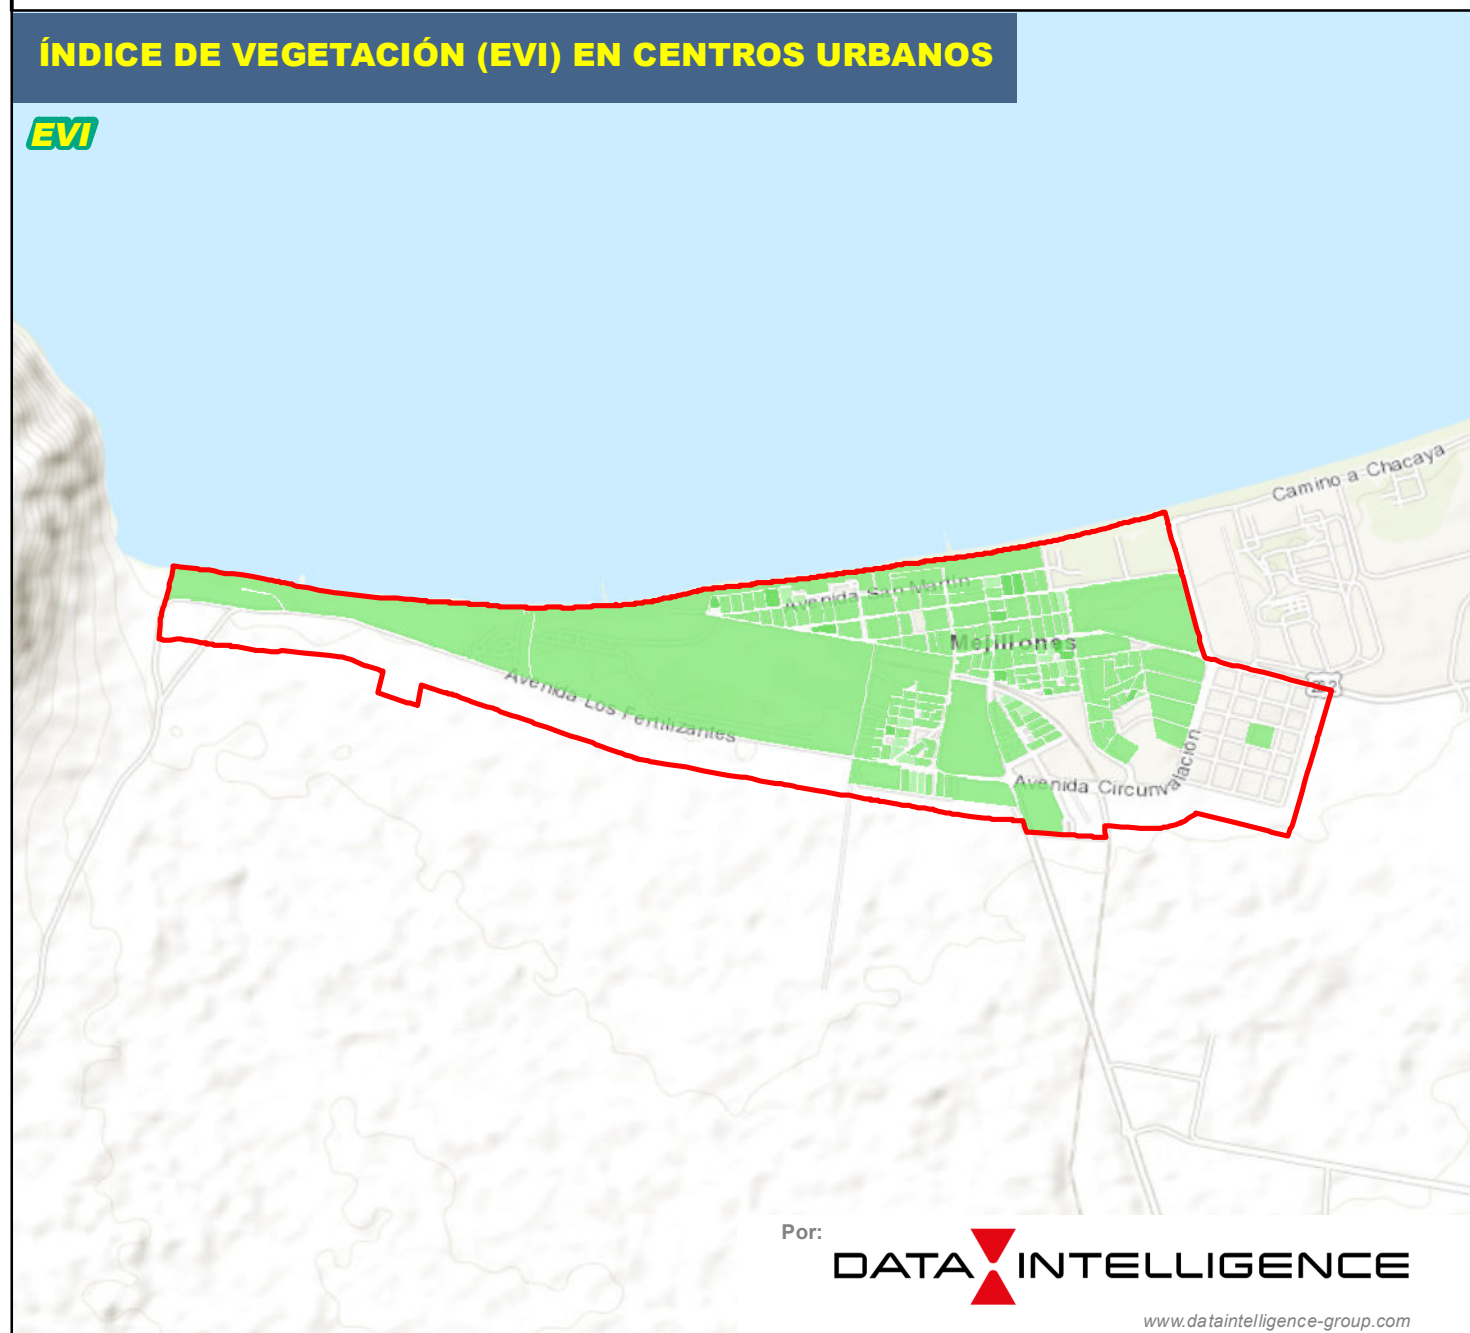 ÍNDICE DE VEGETACIÓN (EVI) EN CENTROS URBANOS
EVI
Camino a Chacaya
Avenida San Martín
Mejillones
Avenida Los Fertilizantes
Avenida Circunvalación
Por:
DATA INTELLIGENCE
www.dataintelligence-group.com